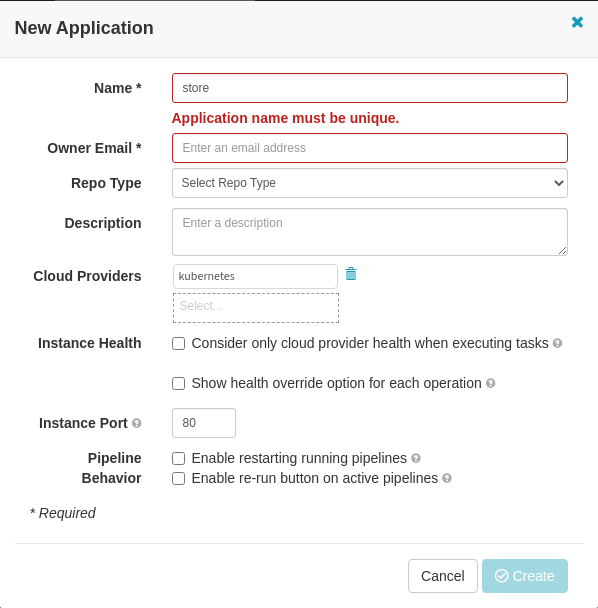 New Application
Name *
store
Application name must be unique.
Owner Email *
Enter an email address
Repo Type
Select Repo Type
Description
Enter a description
Cloud Providers
kubernetes
Select...
Instance Health
Consider only cloud provider health when executing tasks
Show health override option for each operation
Instance Port
80
Pipeline Behavior
Enable restarting running pipelines
Enable re-run button on active pipelines
* Required
Cancel
Create